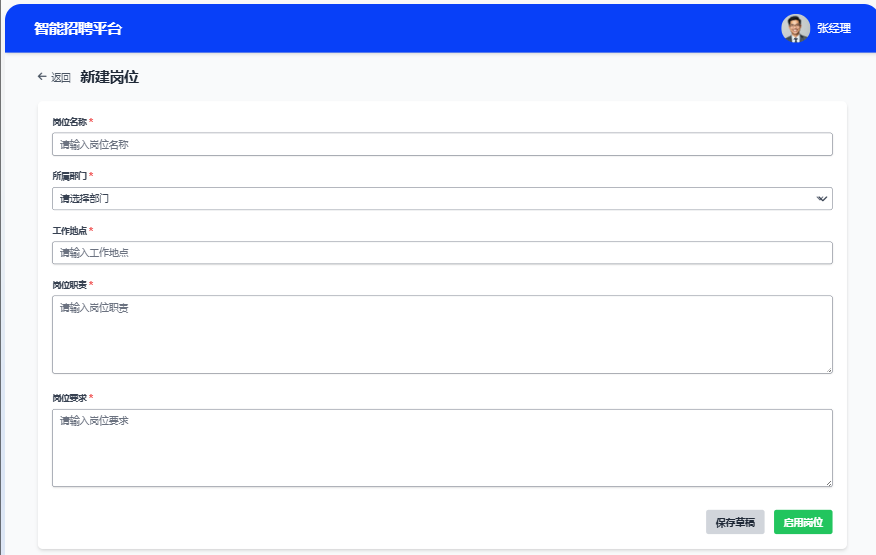 智能招聘平台
张经理
← 返回 新建岗位
岗位名称 *
请输入岗位名称
所属部门 *
请选择部门
工作地点 *
请输入工作地点
岗位职责 *
请输入岗位职责
岗位要求 *
请输入岗位要求
保存草稿 启用岗位